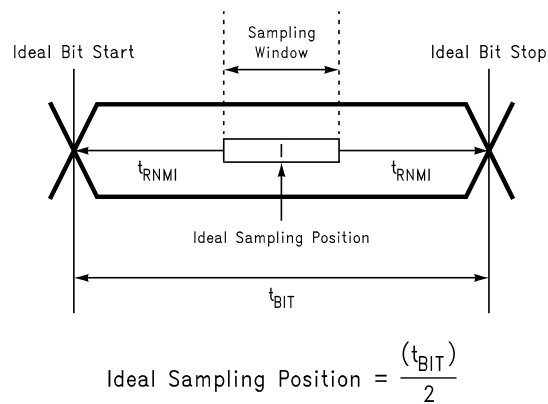 Sampling
Window
Ideal Bit Start
Ideal Bit Stop
tRNMI
tRNMI
Ideal Sampling Position
tBIT
Ideal Sampling Position = (tBIT)
2